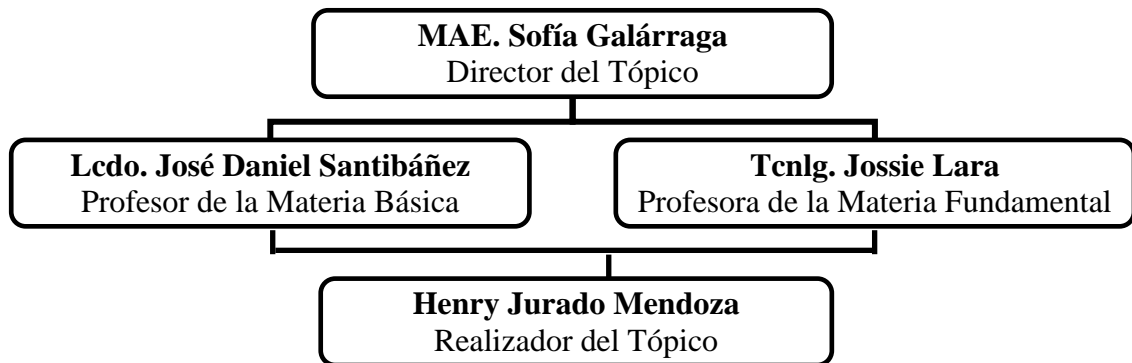 MAE. Sofía Galárraga
Director del Tópico
Lcdo. José Daniel Santibáñez
Profesor de la Materia Básica
Tcnlg. Jossie Lara
Profesora de la Materia Fundamental
Henry Jurado Mendoza
Realizador del Tópico